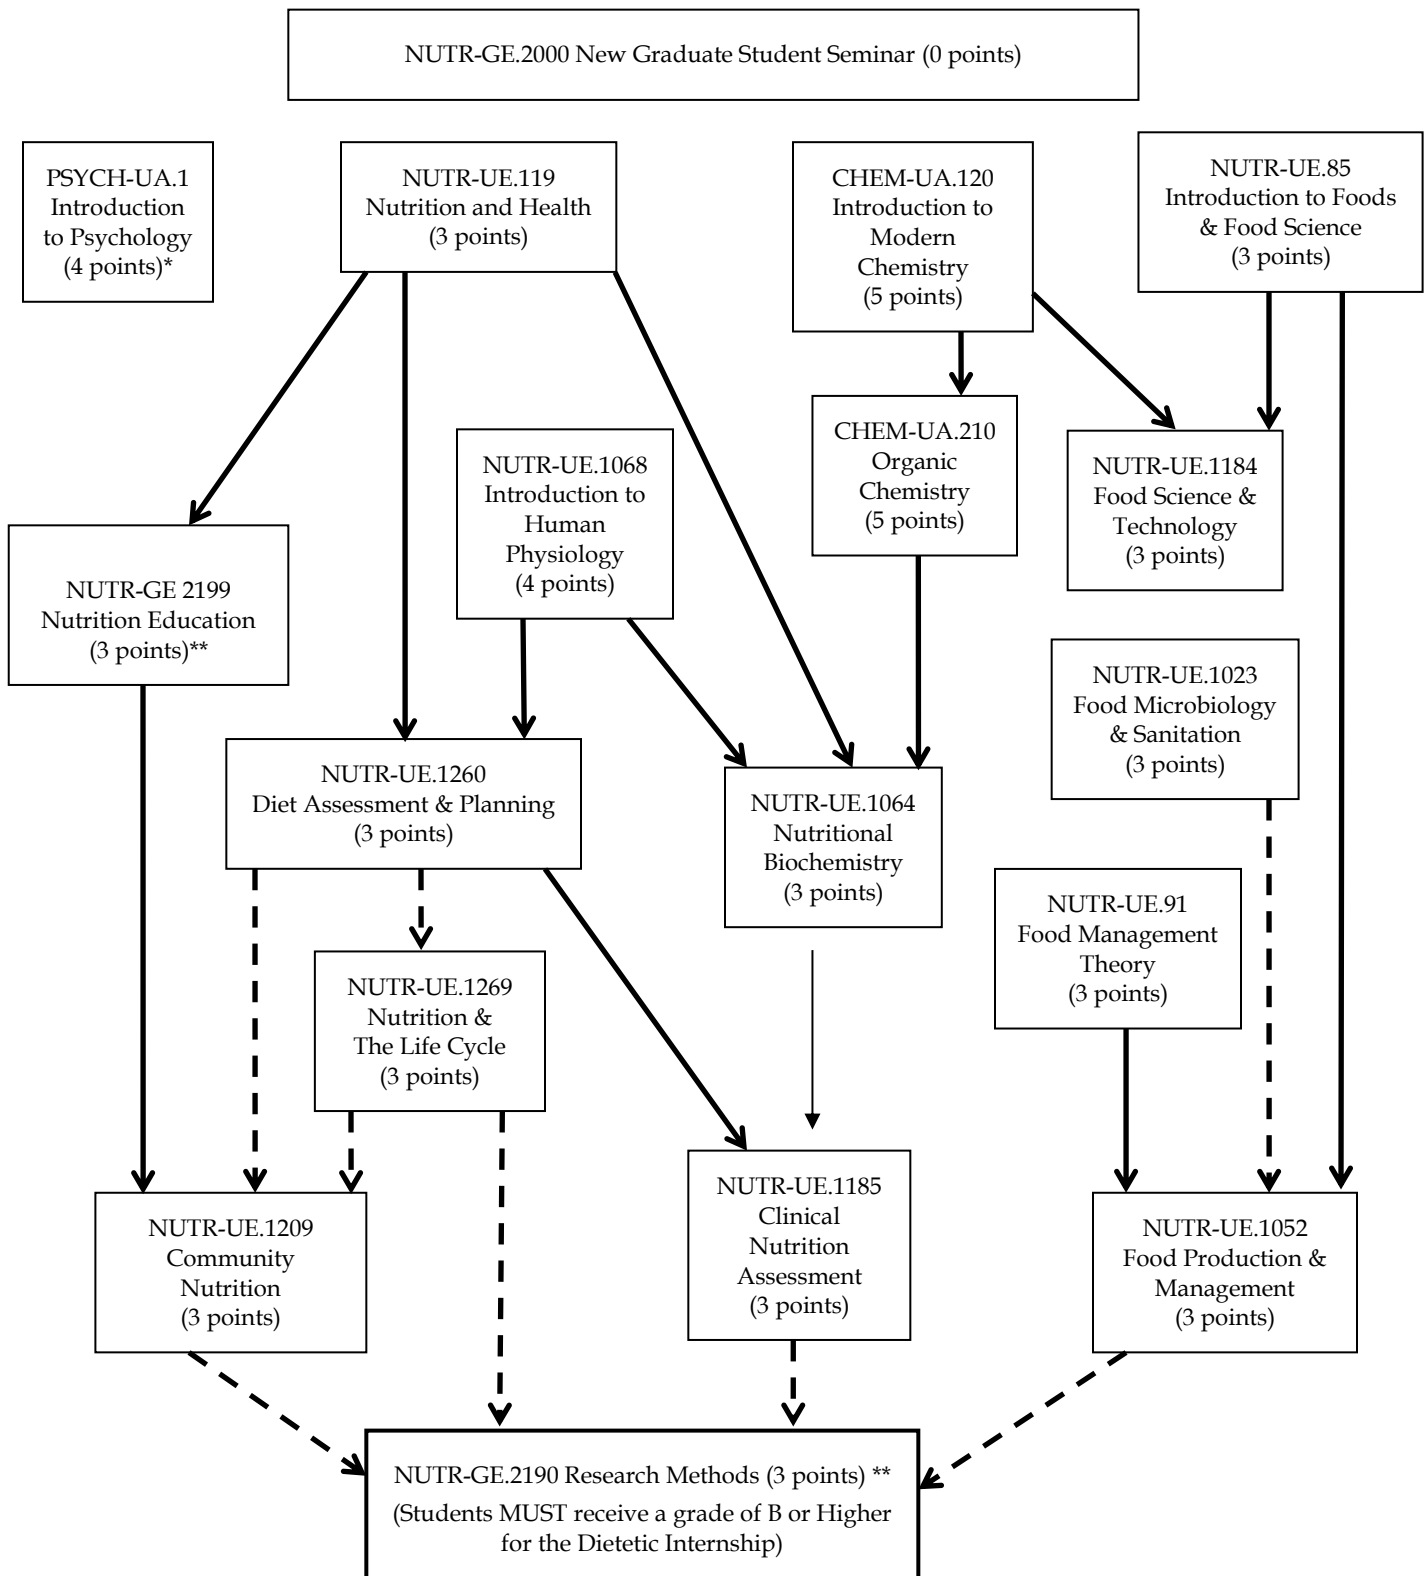 NUTR-GE.2000 New Graduate Student Seminar (0 points)
PSYCH-UA.1
Introduction
to Psychology
(4 points)*
NUTR-UE.119
Nutrition and Health
(3 points)
CHEM-UA.120
Introduction to
Modern
Chemistry
(5 points)
NUTR-UE.85
Introduction to Foods
& Food Science
(3 points)
CHEM-UA.210
Organic
Chemistry
(5 points)
NUTR-UE.1068
Introduction to
Human
Physiology
(4 points)
NUTR-UE.1184
Food Science &
Technology
(3 points)
NUTR-GE 2199
Nutrition Education
(3 points)**
NUTR-UE.1023
Food Microbiology
& Sanitation
(3 points)
NUTR-UE.1260
Diet Assessment & Planning
(3 points)
NUTR-UE.1064
Nutritional
Biochemistry
(3 points)
NUTR-UE.91
Food Management
Theory
(3 points)
NUTR-UE.1269
Nutrition &
The Life Cycle
(3 points)
NUTR-UE.1185
Clinical
Nutrition
Assessment
(3 points)
NUTR-UE.1209
Community
Nutrition
(3 points)
NUTR-UE.1052
Food Production &
Management
(3 points)
NUTR-GE.2190 Research Methods (3 points) **
(Students MUST receive a grade of B or Higher
for the Dietetic Internship)